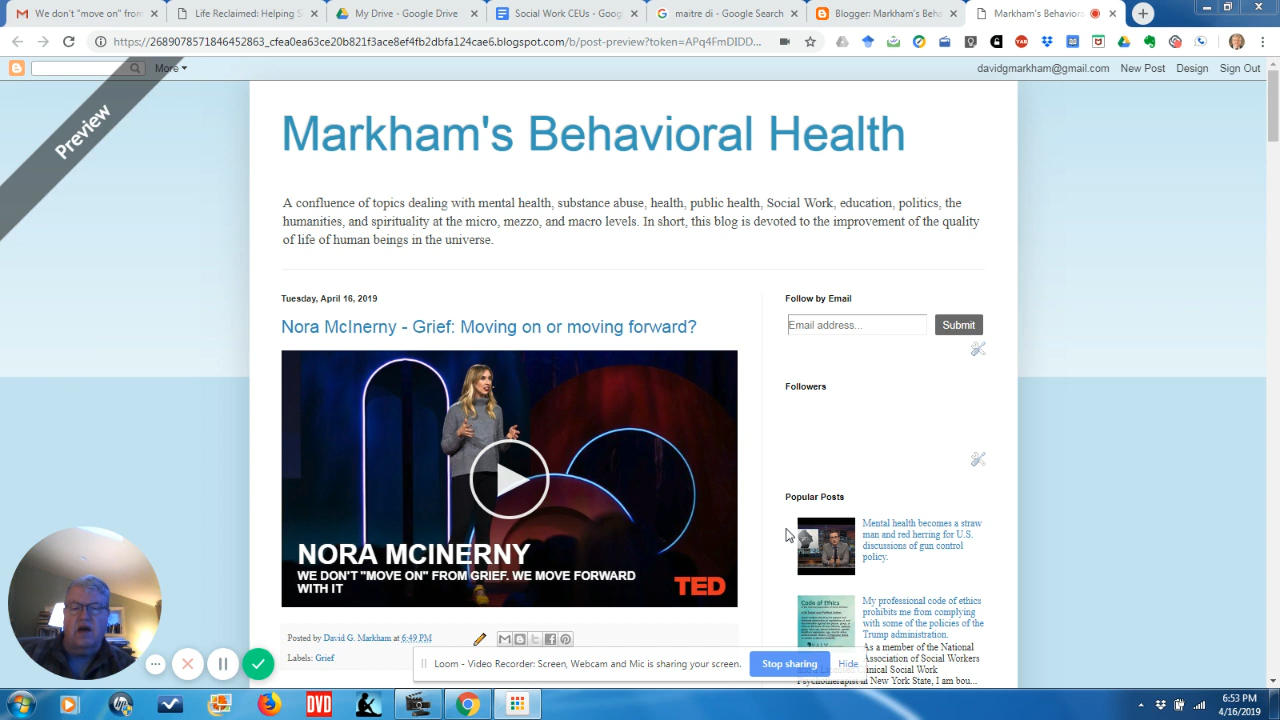 We don't "move on" from
Life Reclaimed: Helping S
My Drive - Google Drive
Social Work CEUs - Goog
maitre di - Google Search
Blogger: Markham's Beha
Markham's Behaviora
https://2689078571846452863_cfea0a63ce20b821f3ace8bf4fbfdbfa124cae6.blogspot.com/b/post-preview?token=APq4FmDIDD...
More
davidgmarkham@gmail.com New Post Design Sign Out
Preview
Markham's Behavioral Health
A confluence of topics dealing with mental health, substance abuse, health, public health, Social Work, education, politics, the
humanities, and spirituality at the micro, mezzo, and macro levels. In short, this blog is devoted to the improvement of the quality
of life of human beings in the universe.
Tuesday, April 16, 2019
Nora McInerny - Grief: Moving on or moving forward?
NORA MCINERNY
WE DON'T "MOVE ON" FROM GRIEF. WE MOVE FORWARD
WITH IT
TED
Posted by David G. Markham at 6:49 PM
Labels: Grief
Follow by Email
Email address...
Submit
Followers
Popular Posts
Mental health becomes a straw
man and red herring for U.S.
discussions of gun control
policy.
Code of Ethics
My professional code of ethics
prohibits me from complying
with some of the policies of the
Trump administration.
As a member of the National
Association of Social Workers
Clinical Social Work
Psychotherapist in New York State, I am bou...
Loom - Video Recorder: Screen, Webcam and Mic is sharing your screen.
Stop sharing
Hide
DVD
6:53 PM
4/16/2019